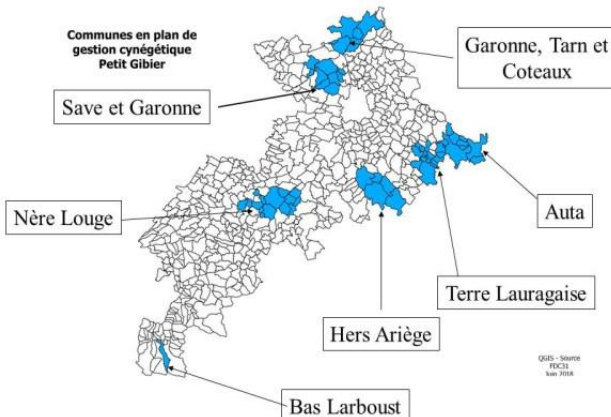 Communes en plan de
gestion cynégétique
Petit Gibier
Garonne, Tarn et
Coteaux
Save et Garonne
Nère Louge
Auta
Terre Lauragaise
Hers Ariège
Bas Larboust
QGIS - Source
FDC31
Juin 2018